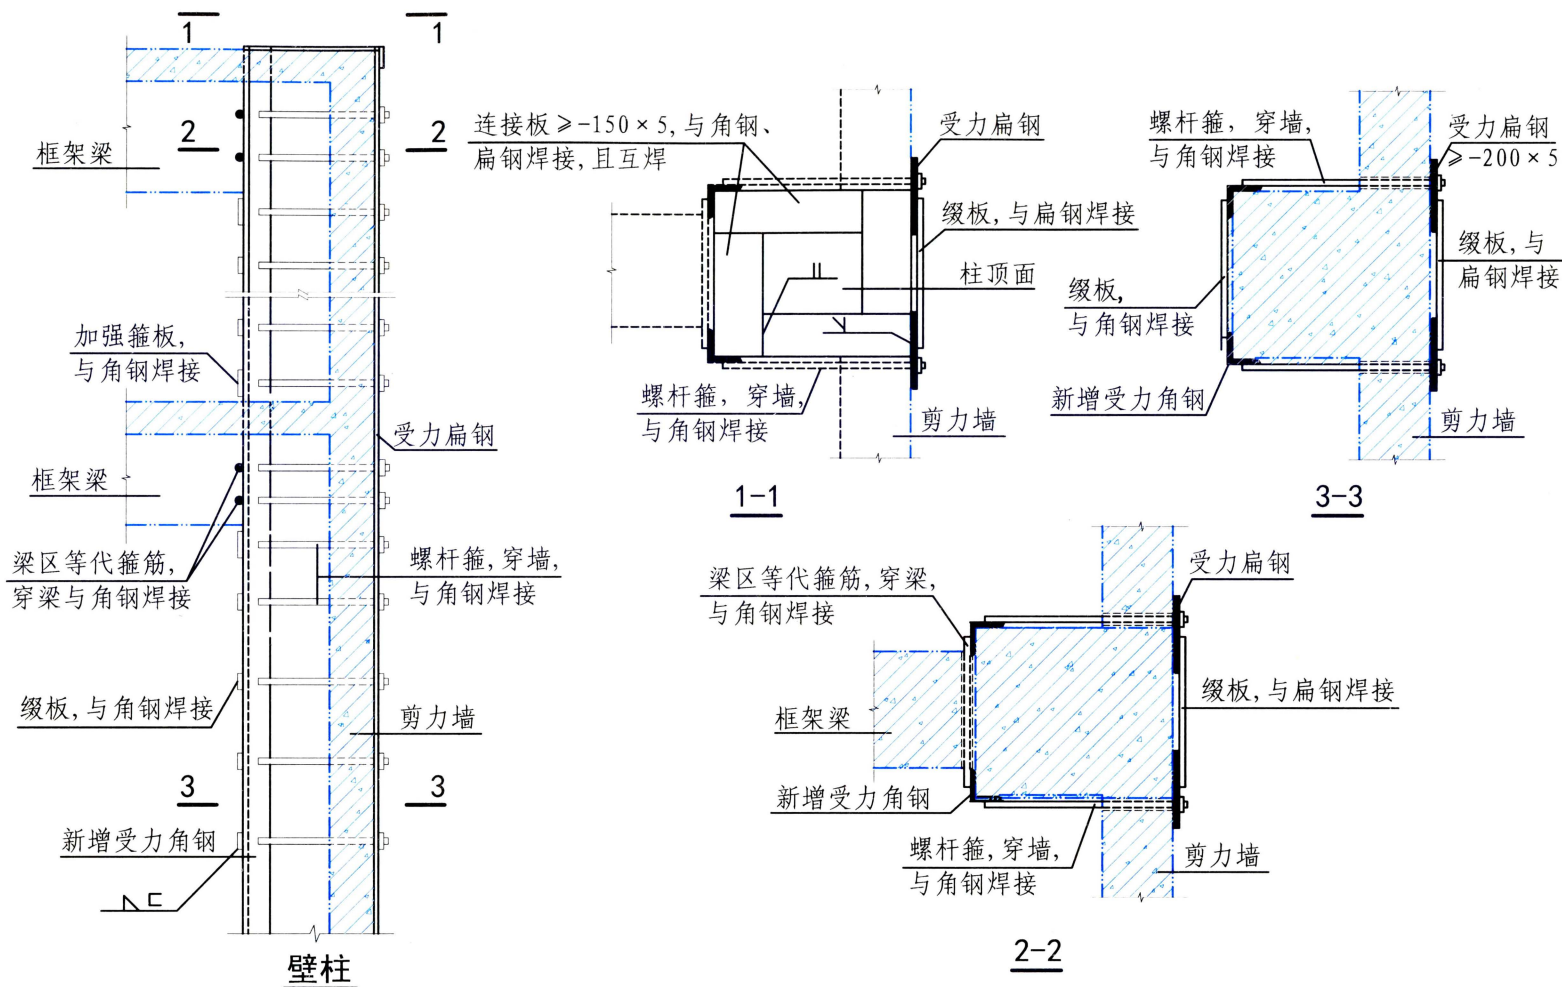 1
1
框架梁
2
2
加强箍板,
与角钢焊接
受力扁钢
框架梁
梁区等代箍筋,
穿梁与角钢焊接
螺杆箍,穿墙,
与角钢焊接
缀板,与角钢焊接
剪力墙
3
3
新增受力角钢
壁柱
连接板≥-150×5,与角钢、
扁钢焊接,且互焊
受力扁钢
缀板,与扁钢焊接
柱顶面
螺杆箍，穿墙,
与角钢焊接
剪力墙
1-1
螺杆箍，穿墙,
与角钢焊接
受力扁钢
≥-200×5
缀板,与
扁钢焊接
缀板,
与角钢焊接
新增受力角钢
剪力墙
3-3
梁区等代箍筋,穿梁,
与角钢焊接
受力扁钢
框架梁
缀板,与扁钢焊接
新增受力角钢
螺杆箍,穿墙,
与角钢焊接
剪力墙
2-2